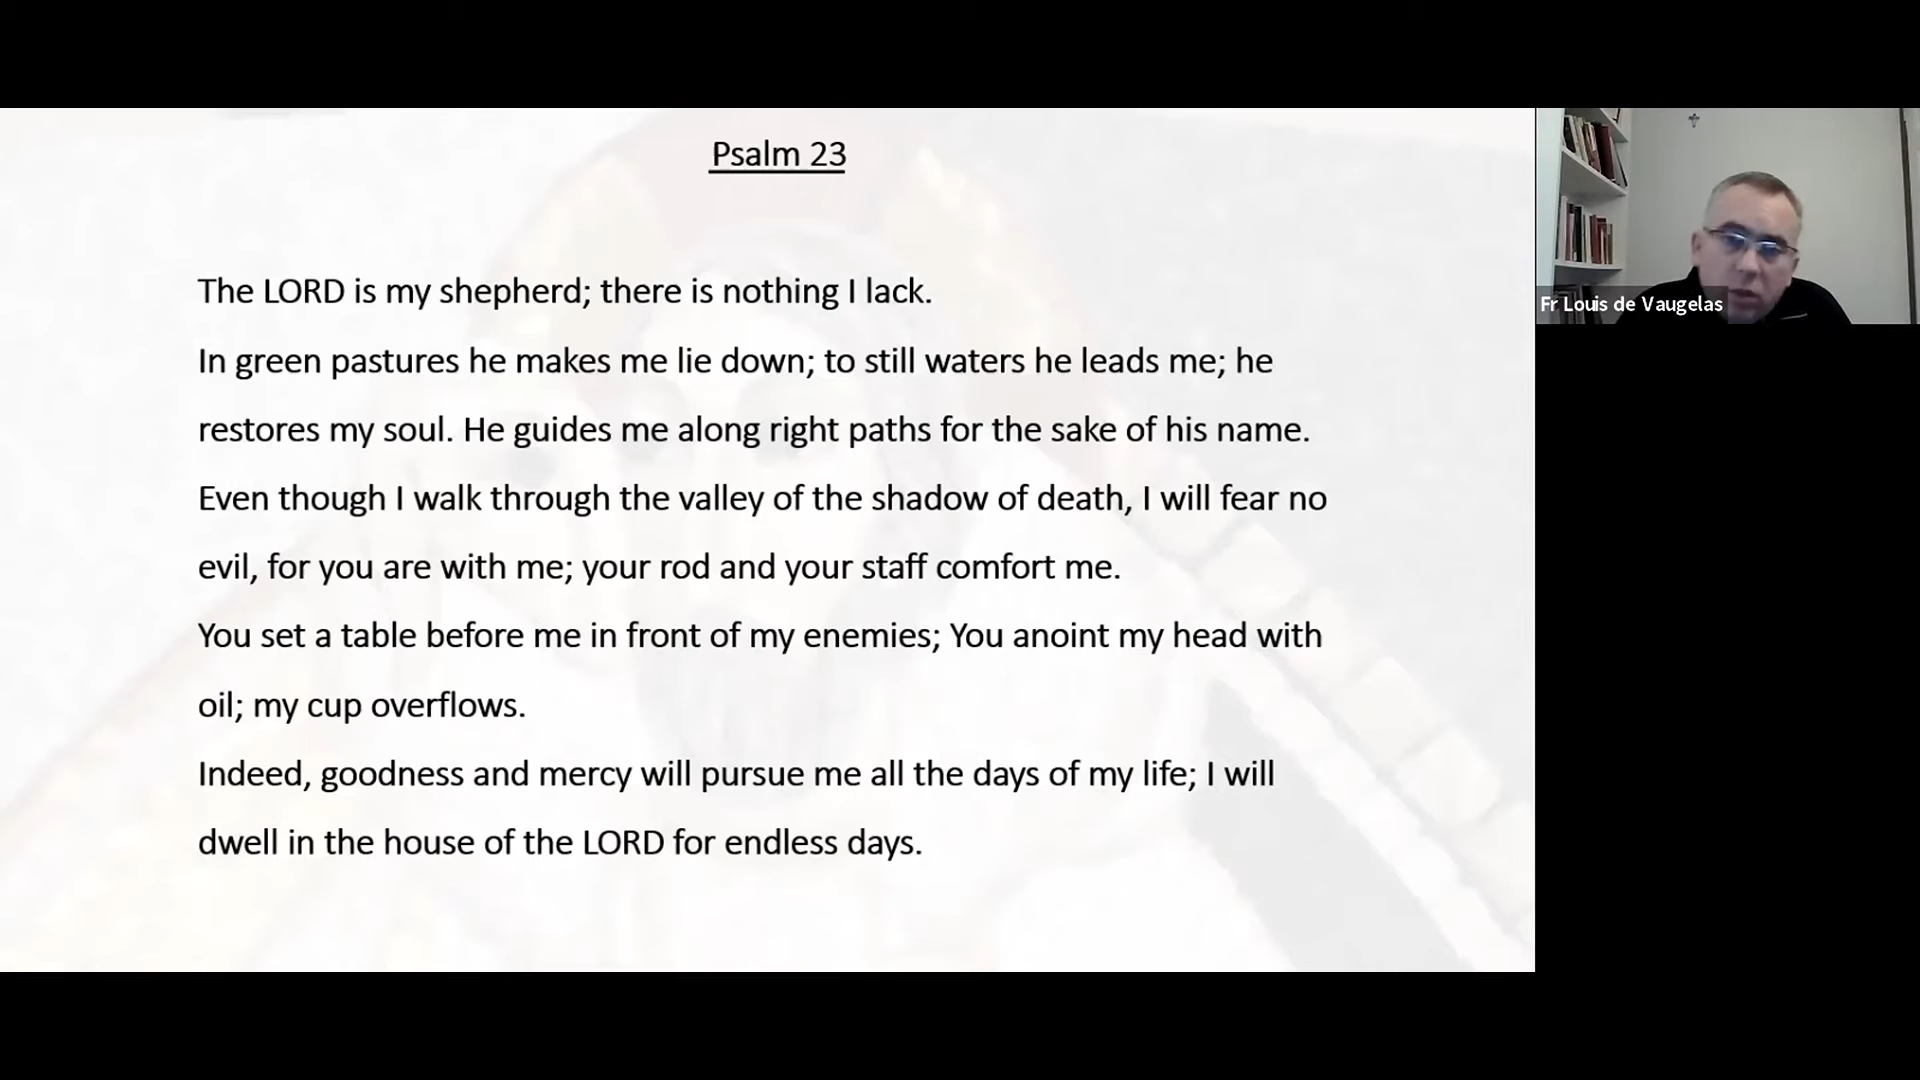 Psalm 23
The LORD is my shepherd; there is nothing I lack.
In green pastures he makes me lie down; to still waters he leads me; he
restores my soul. He guides me along right paths for the sake of his name.
Even though I walk through the valley of the shadow of death, I will fear no
evil, for you are with me; your rod and your staff comfort me.
You set a table before me in front of my enemies; You anoint my head with
oil; my cup overflows.
Indeed, goodness and mercy will pursue me all the days of my life; I will
dwell in the house of the LORD for endless days.
Fr Louis de Vaugelas